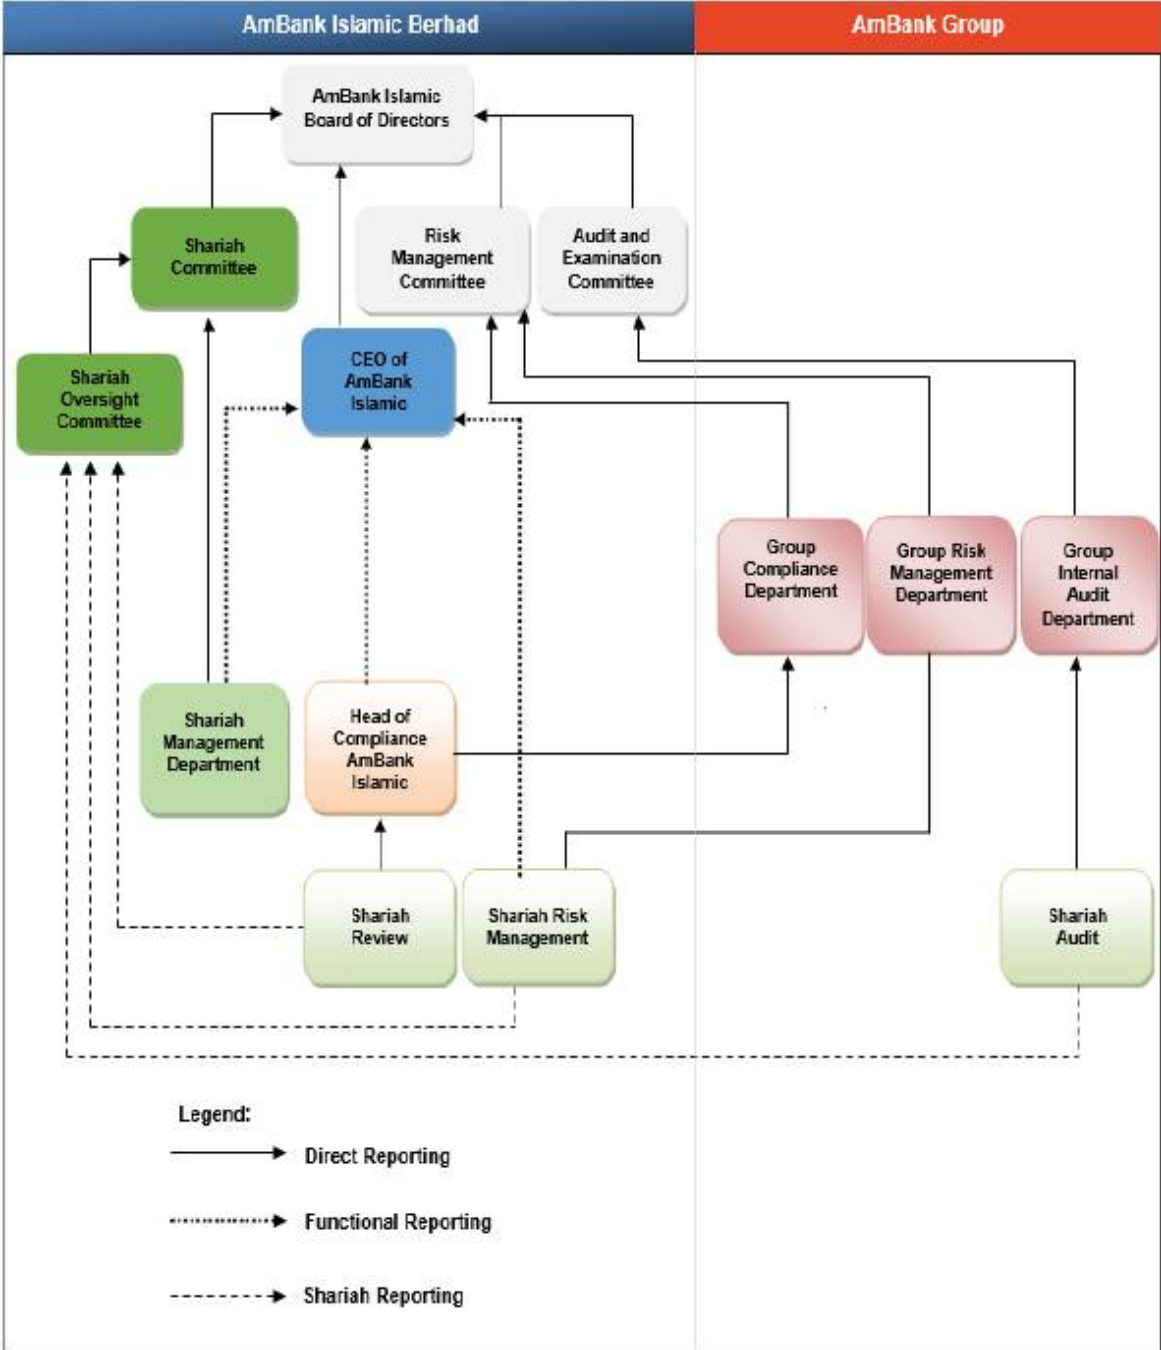 AmBank Islamic Berhad
AmBank Group
AmBank Islamic
Board of Directors
Shariah
Committee
Risk
Management
Committee
Audit and
Examination
Committee
Shariah
Oversight
Committee
CEO of
AmBank
Islamic
Group
Compliance
Department
Group Risk
Management
Department
Group
Internal
Audit
Department
Shariah
Management
Department
Head of
Compliance
AmBank
Islamic
Shariah
Review
Shariah Risk
Management
Shariah
Audit
Legend:
Direct Reporting
Functional Reporting
Shariah Reporting